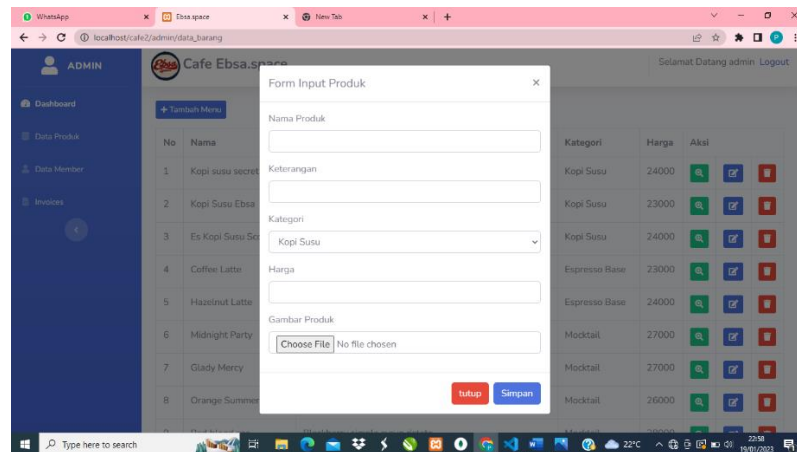 WhatsApp
Ebsa.space
New Tab
localhost/cafe2/admin/data_barang
ADMIN
Cafe Ebsa.space
Selamat Datang admin Logout
Dashboard
Data Produk
Data Member
Invoices
+ Tambah Menu
Form Input Produk
Nama Produk
Keterangan
Kategori
Kopi Susu
Harga
Gambar Produk
Choose File No file chosen
tutup Simpan
No Nama Kategori Harga Aksi
1 Kopi susu secret Kopi Susu 24000
2 Kopi Susu Ebsa Kopi Susu 23000
3 Es Kopi Susu Kopi Susu 24000
4 Coffee Latte Espresso Base 23000
5 Hazelnut Latte Espresso Base 24000
6 Midnight Party Mocktail 27000
7 Glady Mercy Mocktail 27000
8 Orange Summer Mocktail 26000
Type here to search
22°C
22:58
19/01/2023